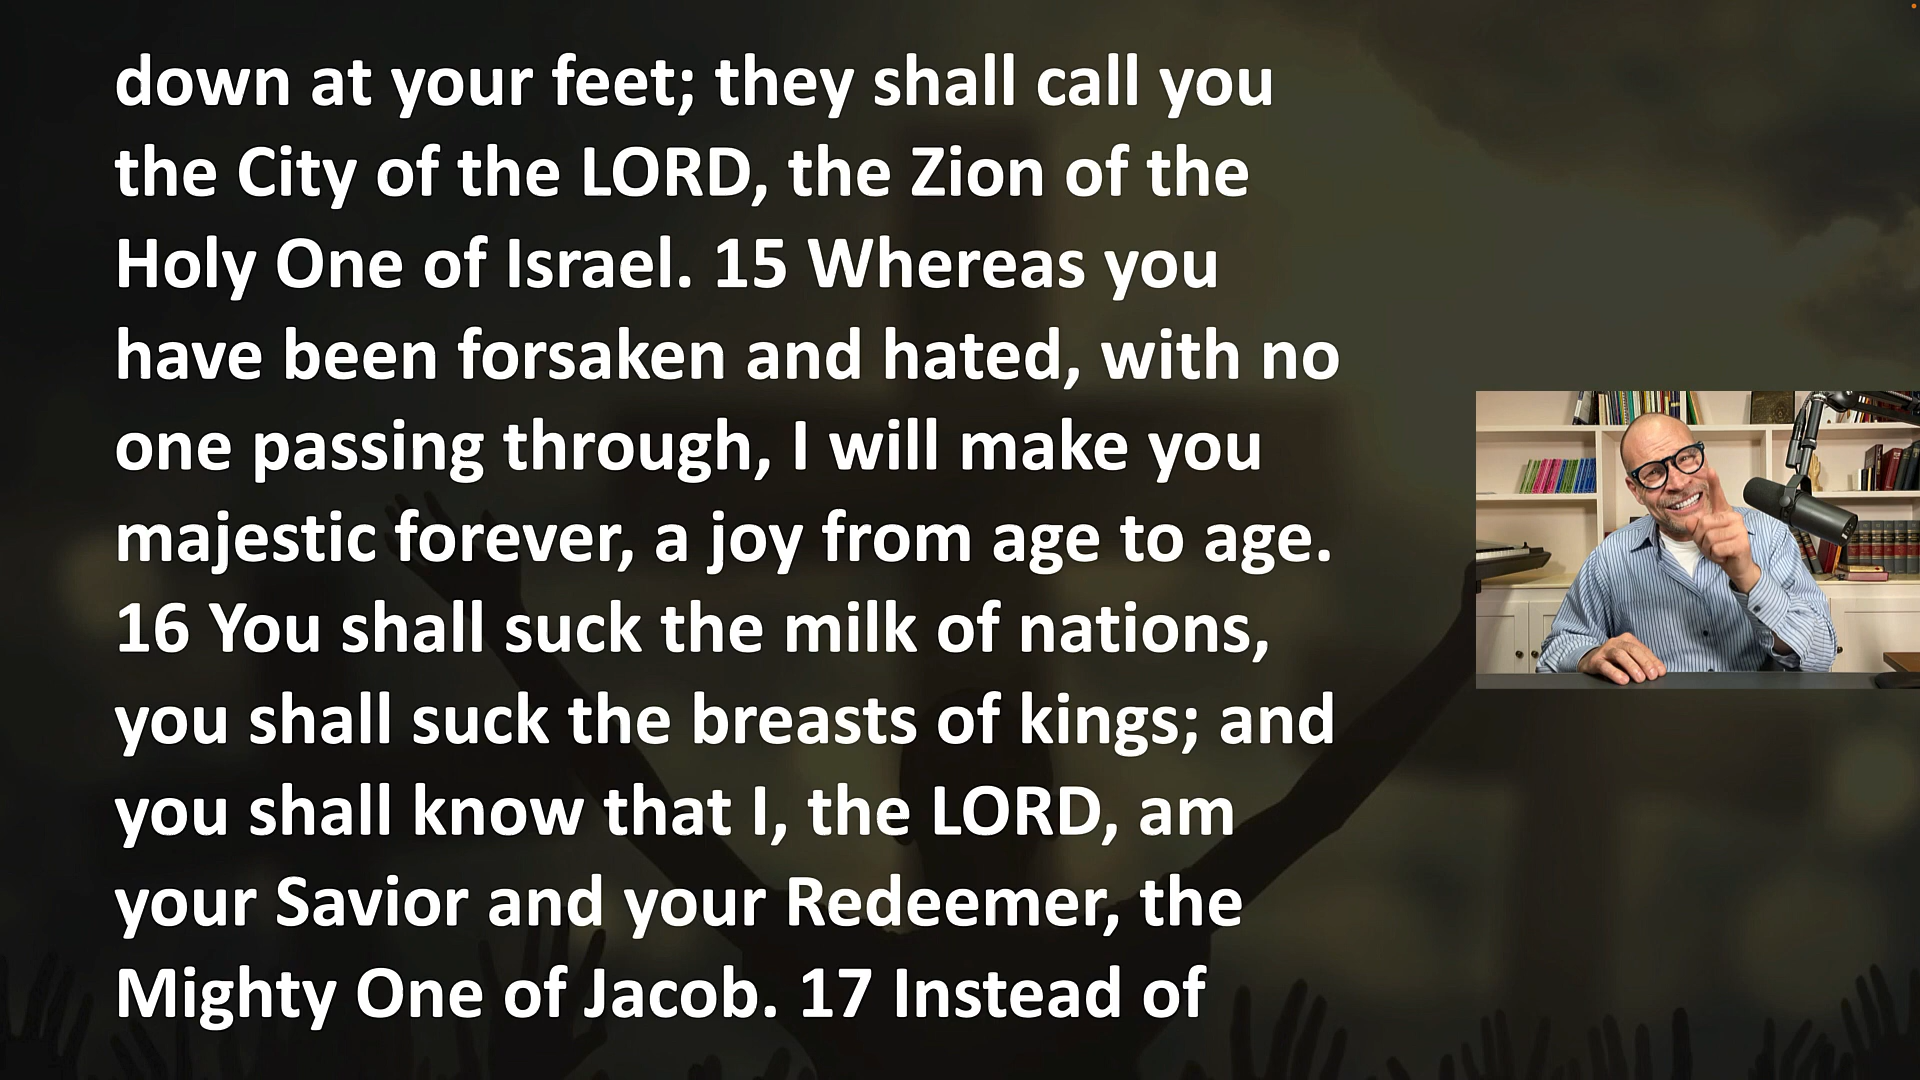 down at your feet; they shall call you
the City of the LORD, the Zion of the
Holy One of Israel. 15 Whereas you
have been forsaken and hated, with no
one passing through, I will make you
majestic forever, a joy from age to age.
16 You shall suck the milk of nations,
you shall suck the breasts of kings; and
you shall know that I, the LORD, am
your Savior and your Redeemer, the
Mighty One of Jacob. 17 Instead of